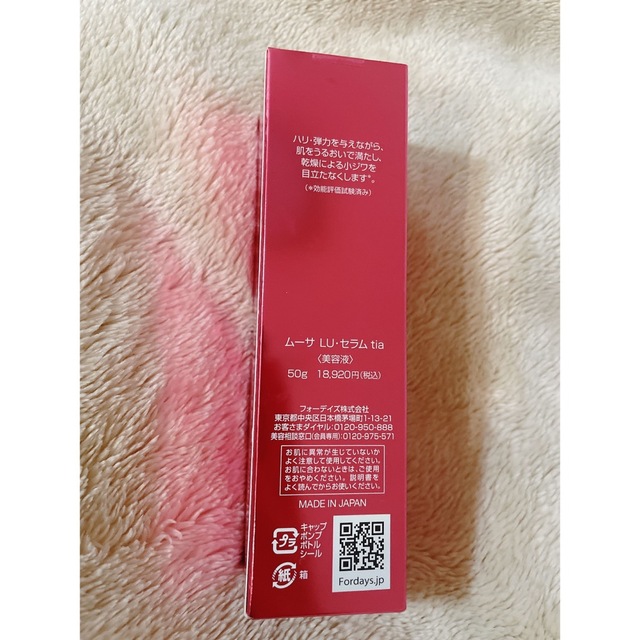 ハリ・弾力を与えながら、
肌をうるおいで満たし、
乾燥による小ジワを
目立たなくします*。
(*効能評価試験済み)
ムーサ LU・セラム tia
〈美容液〉
50g 18,920円(税込)
フォーデイズ株式会社
東京都中央区日本橋茅場町1-13-21
お客さまダイヤル:0120-950-888
美容相談窓口(会員専用):0120-975-571
お肌に異常が生じていないか
よく注意して使用してください。
お肌に合わないときは、ご使用
をおやめください。説明書を
よく読んでからお使いください。
MADE IN JAPAN
プラ
キャップ
ポンプ
ボトル
シール
紙
箱
Fordays.jp